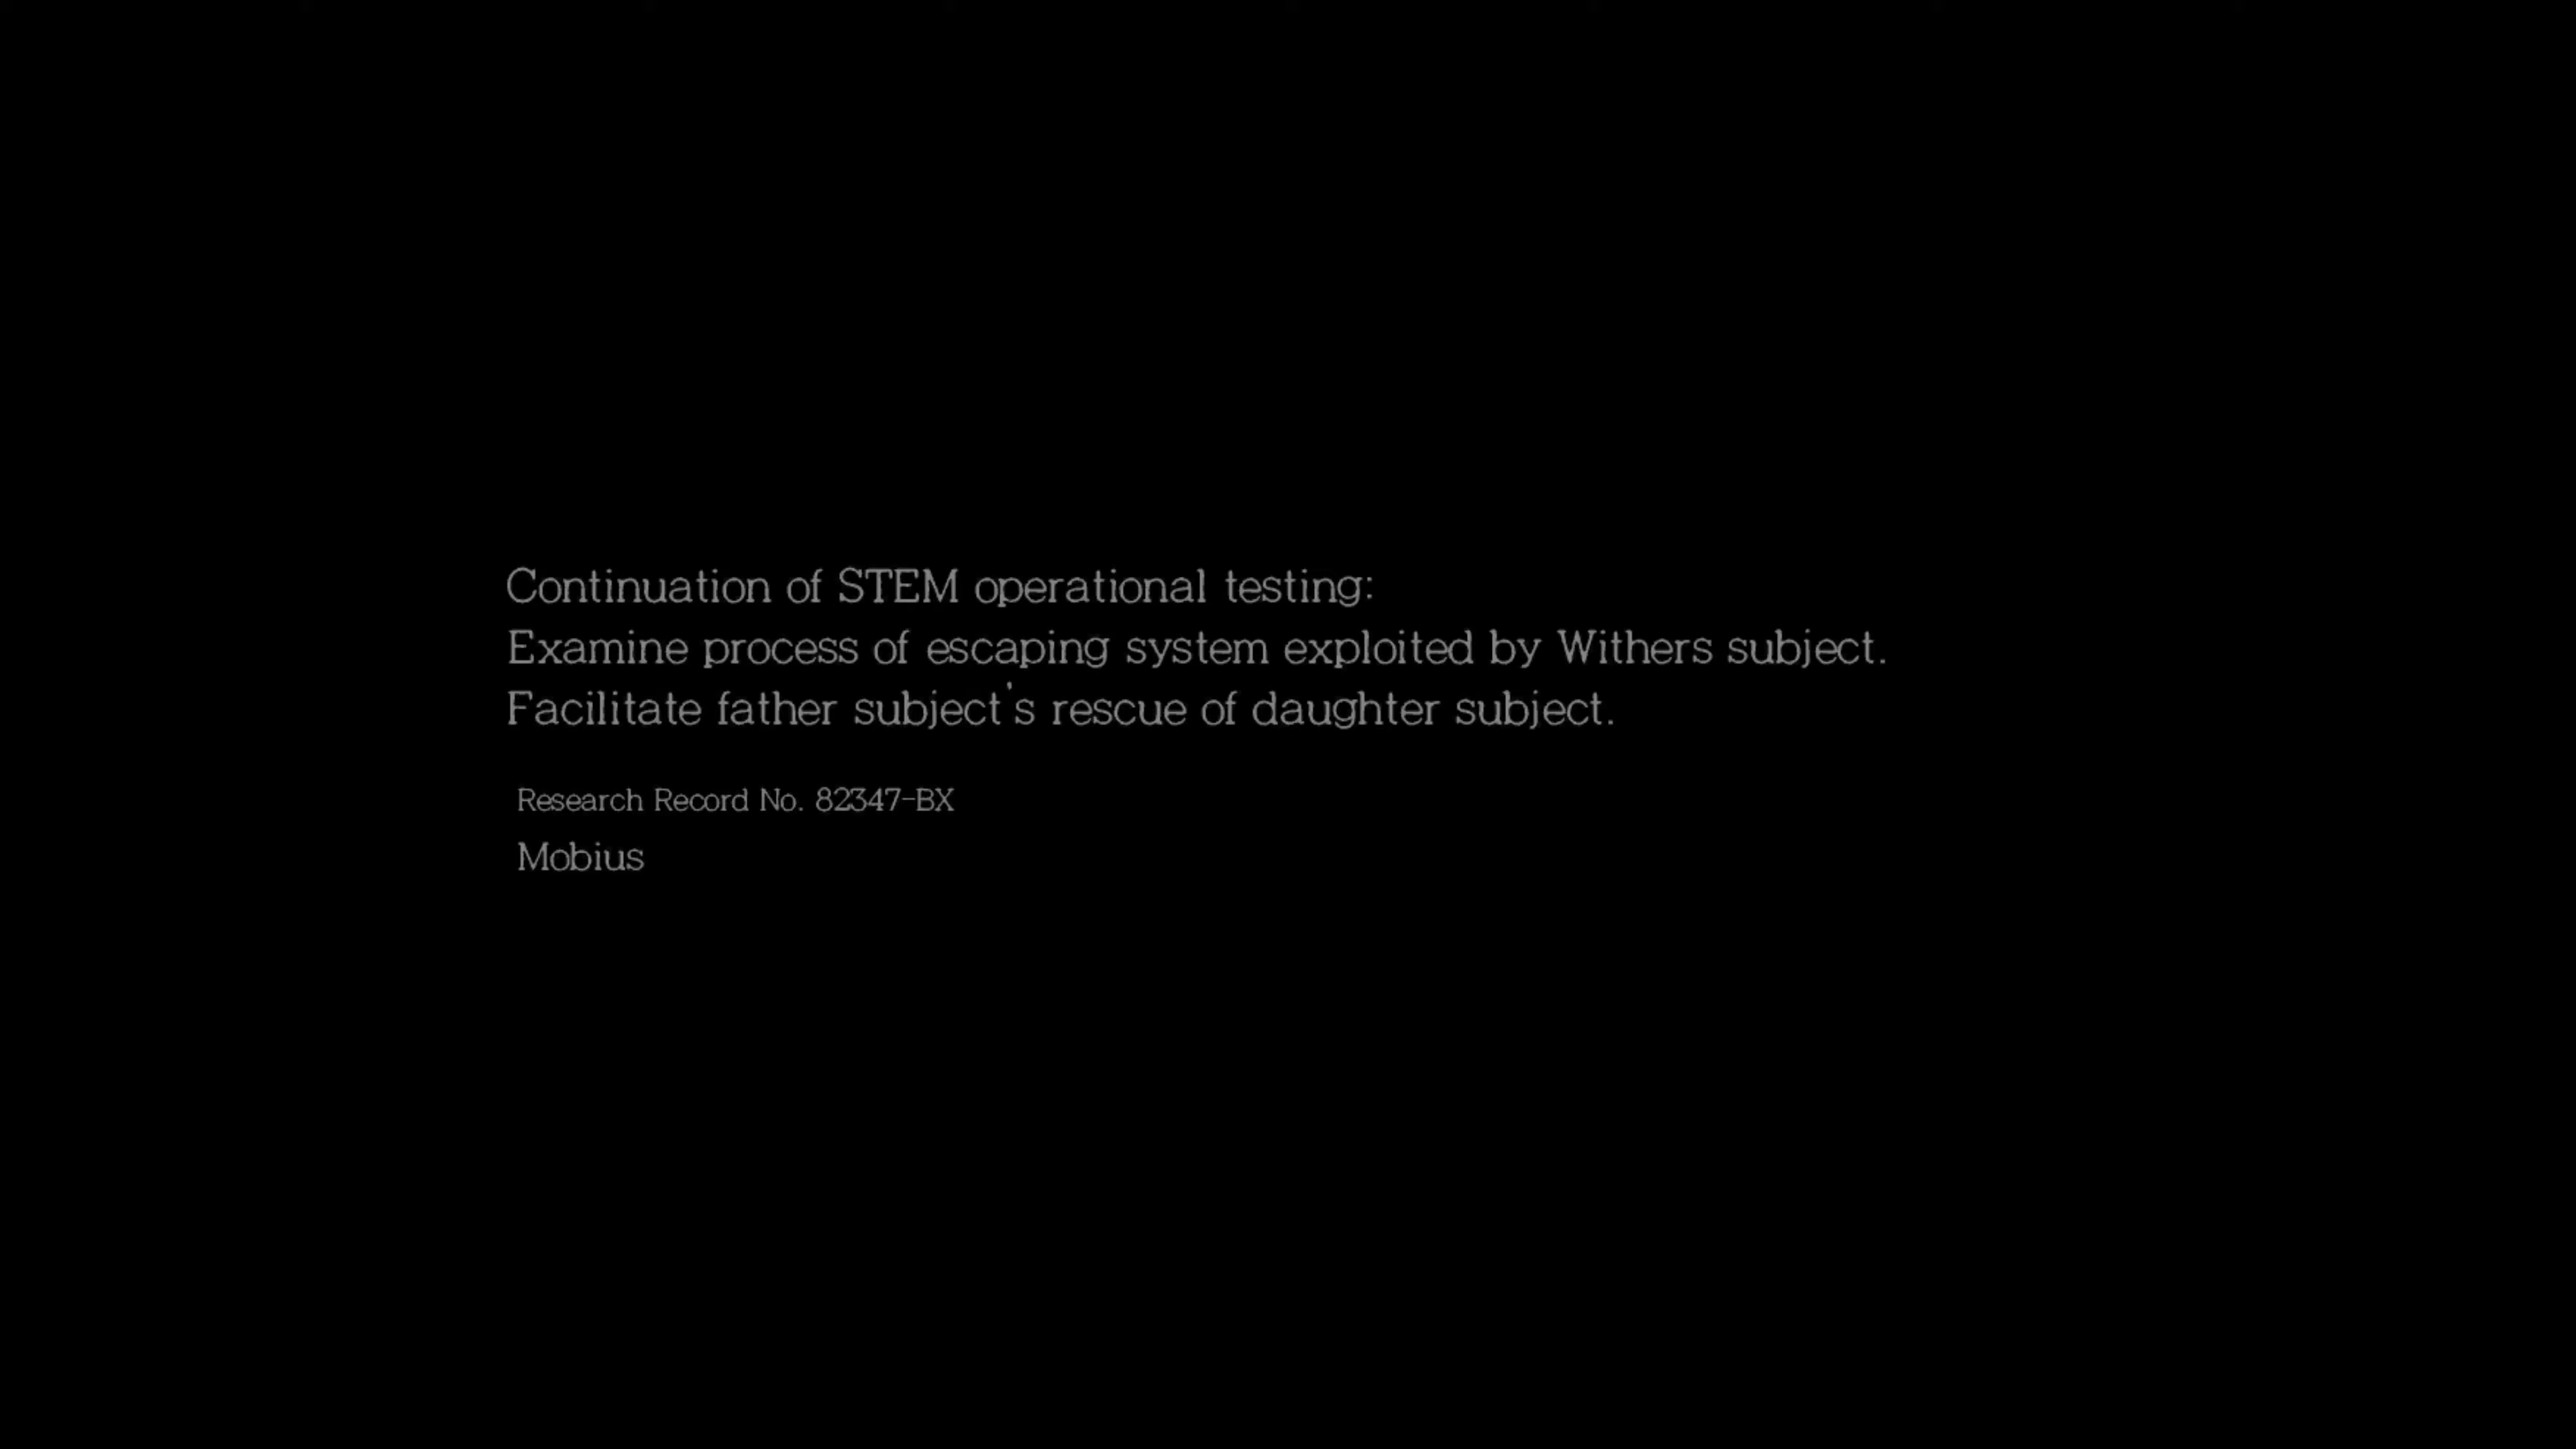 Continuation of STEM operational testing:
Examine process of escaping system exploited by Withers subject.
Facilitate father subject's rescue of daughter subject.
Research Record No. 82347-BX
Mobius